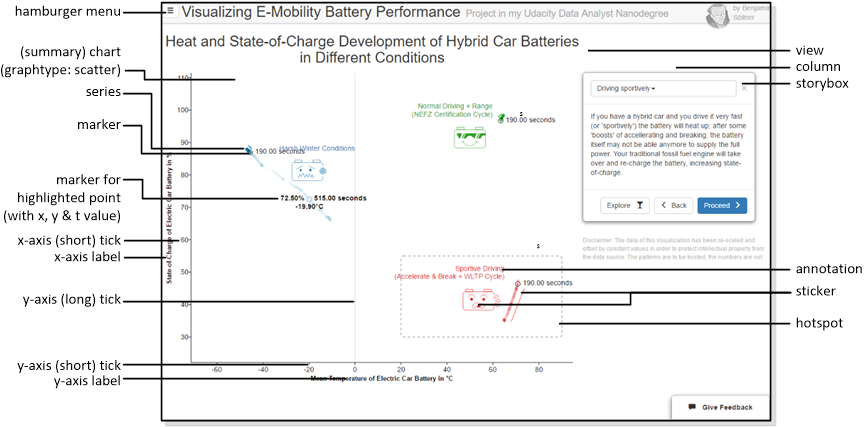 hamburger menu
Visualizing E-Mobility Battery Performance Project in my Udacity Data Analyst Nanodegree
by Benjamin
Söllner
Heat and State-of-Charge Development of Hybrid Car Batteries
in Different Conditions
(summary) chart
(graphtype: scatter)
series
marker
marker for
highlighted point
(with x, y & t value)
x-axis (short) tick
x-axis label
y-axis (long) tick
y-axis (short) tick
y-axis label
view
column
storybox
annotation
sticker
hotspot
110
100
90
80
70
60
50
40
30
State-of-Charge of Electric Car Battery in %
-60
-40
-20
0
20
40
60
80
Mean Temperature of Electric Car Battery in °C
Harsh Winter Conditions
190.00 seconds
72.50%
515.00 seconds
-19.90°C
Normal Driving + Range
(NEFZ Certification Cycle)
s
190.00 seconds
s
Sportive Driving
(Accelerate & Break + WLTP Cycle)
190.00 seconds
Driving sportively
×
If you have a hybrid car and you drive it very fast
(or 'sportively') the battery will heat up; after some
'boosts' of accelerating and breaking, the battery
itself may not be able anymore to supply the full
power. Your traditional fossil fuel engine will take
over and re-charge the battery, increasing state-
of-charge.
Explore
Back
Proceed
Disclaimer: The data of this visualization has been re-scaled and
offset by constant values in order to protect intellectual property from
the data source. The patterns are to be trusted, the numbers are not
Give Feedback